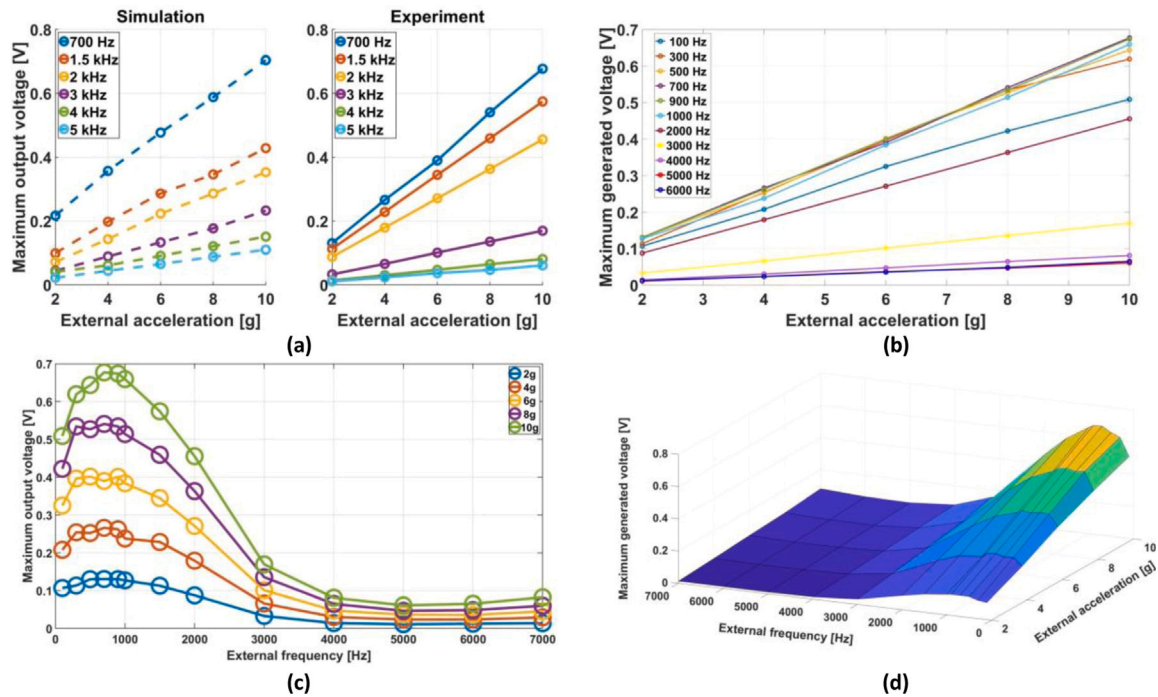 Simulation
Maximum output voltage [V]
0.8
0.6
0.4
0.2
0
700 Hz
1.5 kHz
2 kHz
3 kHz
4 kHz
5 kHz
2 4 6 8 10
External acceleration [g]
Experiment
0.8
0.6
0.4
0.2
0
700 Hz
1.5 kHz
2 kHz
3 kHz
4 kHz
5 kHz
2 4 6 8 10
External acceleration [g]
(a)
Maximum generated voltage [V]
0.7
0.6
0.5
0.4
0.3
0.2
0.1
0
100 Hz
300 Hz
500 Hz
700 Hz
900 Hz
1000 Hz
2000 Hz
3000 Hz
4000 Hz
5000 Hz
6000 Hz
2 3 4 5 6 7 8 9 10
External acceleration [g]
(b)
Maximum output voltage [V]
0.7
0.6
0.5
0.4
0.3
0.2
0.1
0
2g
4g
6g
8g
10g
0 1000 2000 3000 4000 5000 6000 7000
External frequency [Hz]
(c)
Maximum generated voltage [V]
0.8
0.6
0.4
0.2
0
7000 6000 5000 4000 3000 2000 1000 0
External frequency [Hz]
2 4 6 8 10
External acceleration [g]
(d)